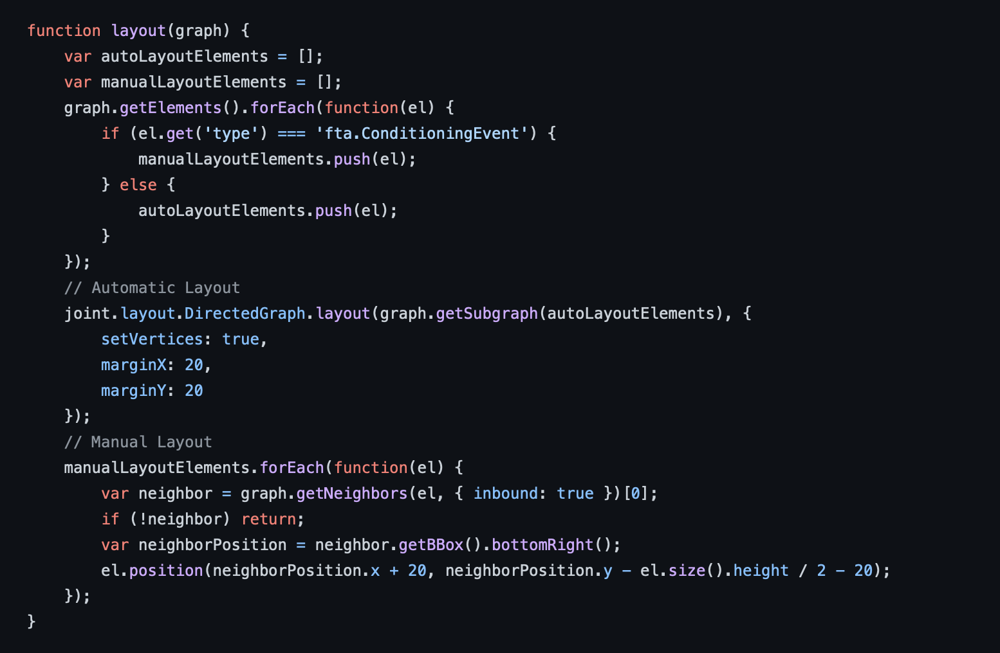 function layout(graph) {
    var autoLayoutElements = [];
    var manualLayoutElements = [];
    graph.getElements().forEach(function(el) {
        if (el.get('type') === 'fta.ConditioningEvent') {
            manualLayoutElements.push(el);
        } else {
            autoLayoutElements.push(el);
        }
    });
    // Automatic Layout
    joint.layout.DirectedGraph.layout(graph.getSubgraph(autoLayoutElements), {
        setVertices: true,
        marginX: 20,
        marginY: 20
    });
    // Manual Layout
    manualLayoutElements.forEach(function(el) {
        var neighbor = graph.getNeighbors(el, { inbound: true })[0];
        if (!neighbor) return;
        var neighborPosition = neighbor.getBBox().bottomRight();
        el.position(neighborPosition.x + 20, neighborPosition.y - el.size().height / 2 - 20);
    });
}